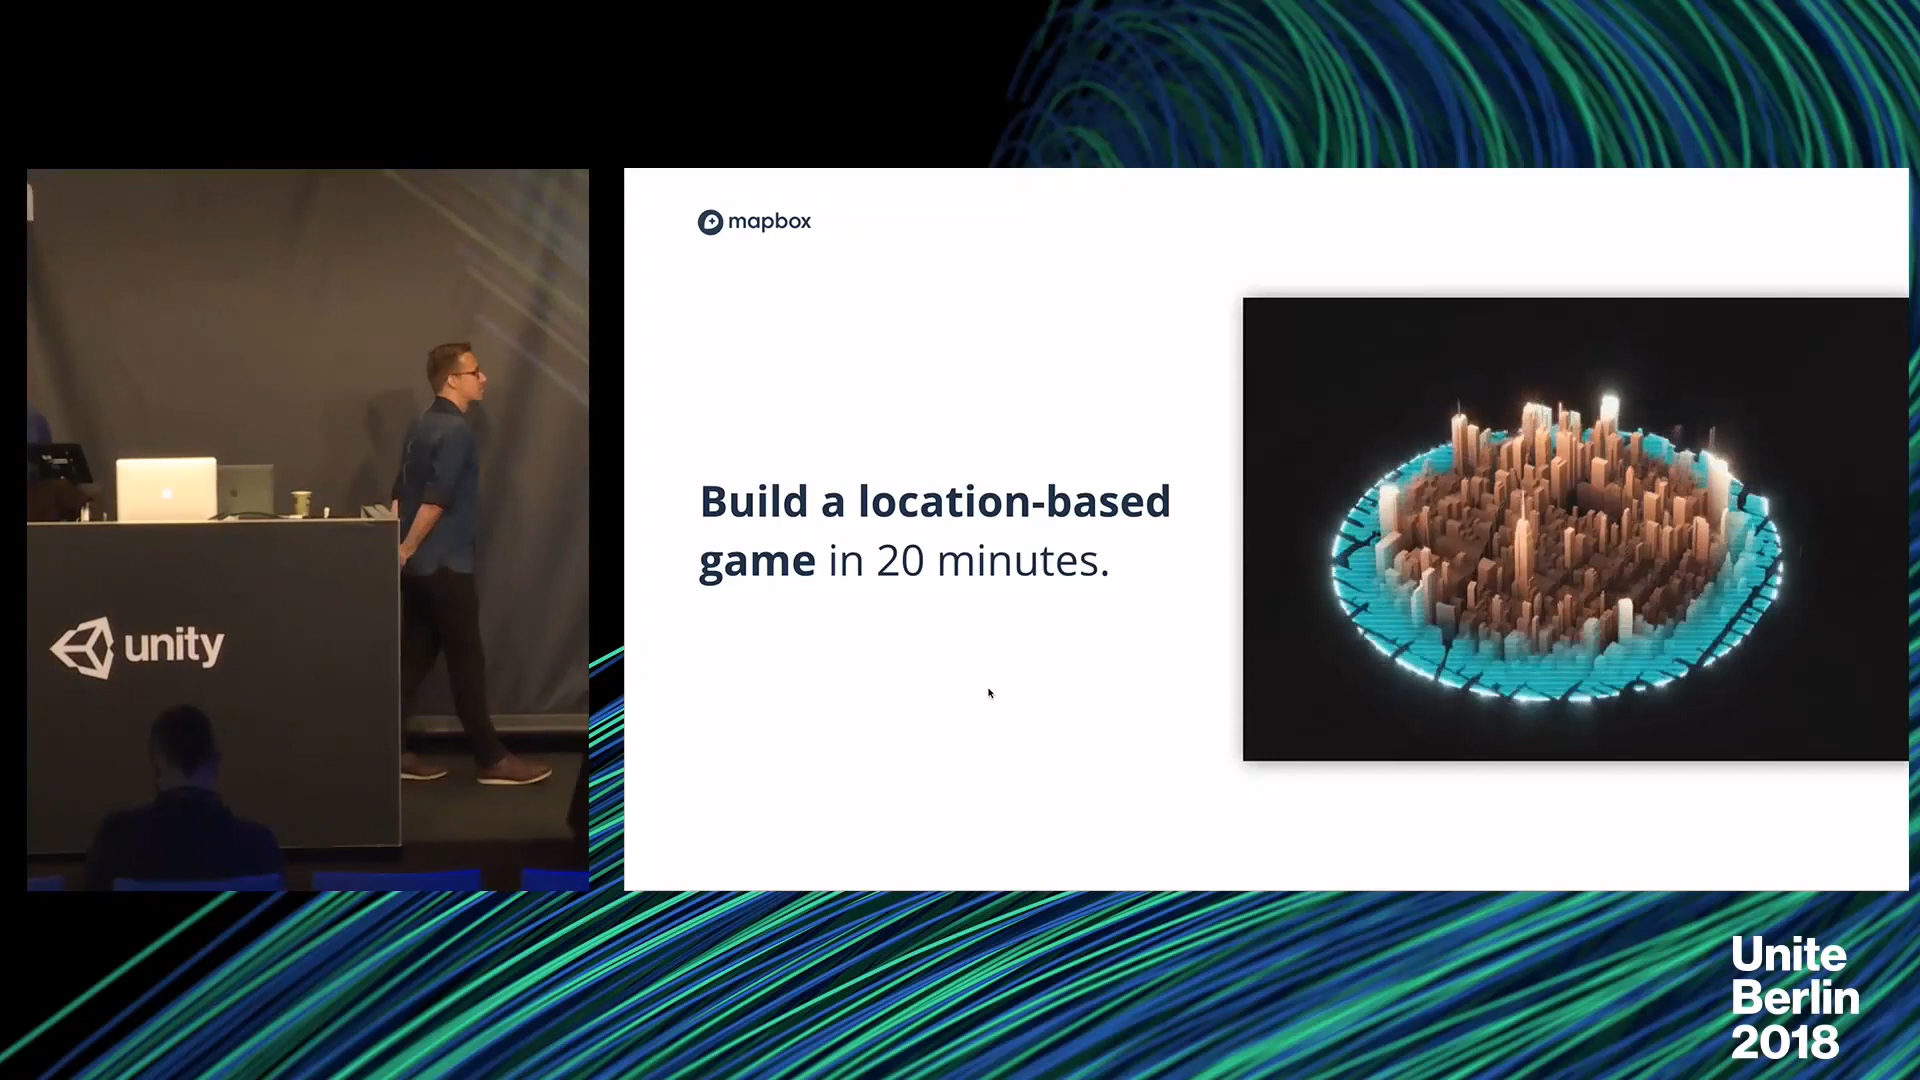 mapbox
Build a location-based
game in 20 minutes.
unity
Unite
Berlin
2018